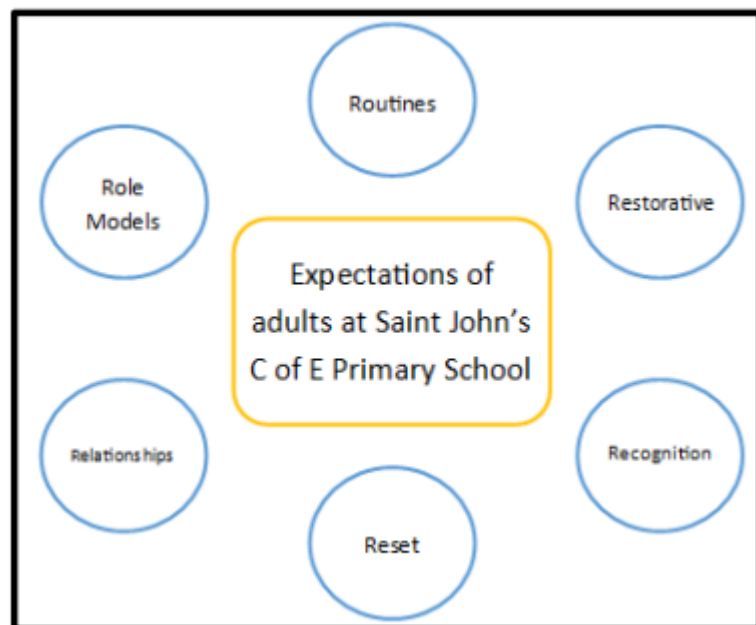 Routines
Role
Models
Restorative
Expectations of
adults at Saint John's
C of E Primary School
Relationships
Recognition
Reset